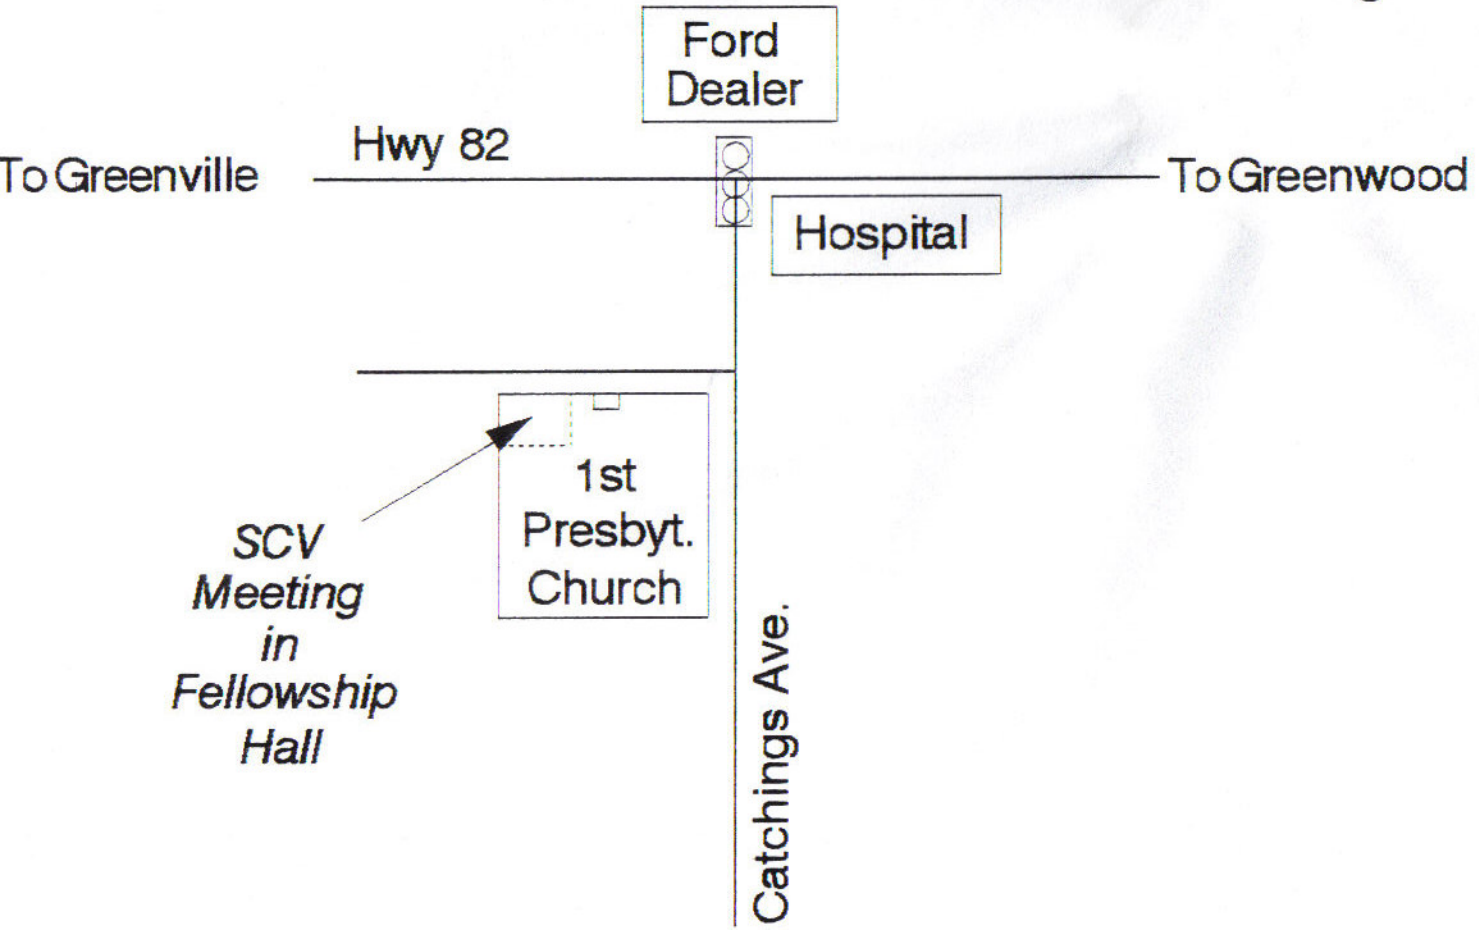 Ford
Dealer
Hwy 82
To Greenville
To Greenwood
Hospital
1st
Presbyt.
Church
SCV
Meeting
in
Fellowship
Hall
Catchings Ave.